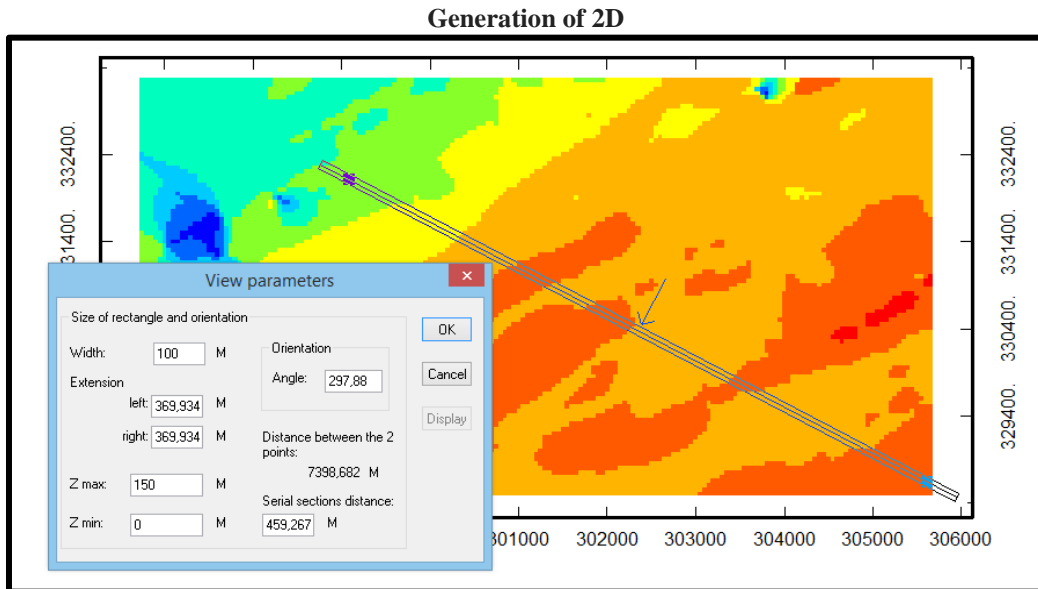 Generation of 2D
332400.
332400.
331400.
331400.
330400.
329400.
View parameters
Size of rectangle and orientation
Width: 100 M
Orientation
Angle: 297,88
Extension
left: 369,934 M
right: 369,934 M
Distance between the 2
points:
7398,682 M
Z max: 150 M
Serial sections distance:
Z min: 0 M
459,267 M
OK
Cancel
Display
301000 302000 303000 304000 305000 306000